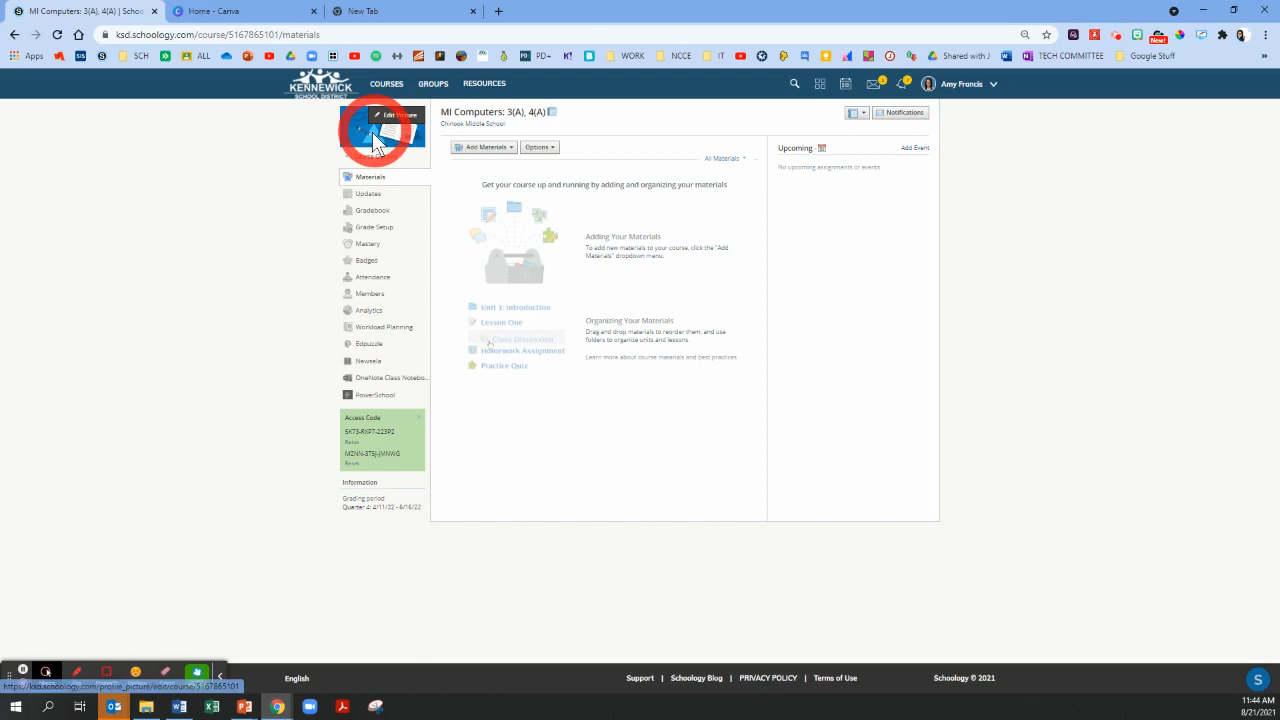 MI Computers: 3(A), 4(A) | Scho
Home - Canva
New Tab
ksd.schoology.com/course/5167865101/materials
Apps
SIS
SCH
ALL
PD
PD+
WORK
NCCE
IT
Shared with J
TECH COMMITTEE
Google Stuff
New!
KENNEWICK
SCHOOL DISTRICT
COURSES
GROUPS
RESOURCES
Amy Francis
Edit Picture
MI Computers: 3(A), 4(A)
Chinook Middle School
Notifications
Add Materials
Options
All Materials
Upcoming
Add Event
No upcoming assignments or events
Materials
Updates
Gradebook
Grade Setup
Mastery
Badges
Attendance
Members
Analytics
Workload Planning
Edpuzzle
Newsela
OneNote Class Notebo...
PowerSchool
Access Code
5K73-RXP7-223P2
Reset
MZNN-3T5J-JMNWG
Reset
Information
Grading period
Quarter 4: 4/11/22 - 6/16/22
Get your course up and running by adding and organizing your materials
Adding Your Materials
To add new materials to your course, click the "Add
Materials" dropdown menu.
Unit 1: Introduction
Lesson One
Class Discussion
Homework Assignment
Practice Quiz
Organizing Your Materials
Drag and drop materials to reorder them, and use
folders to organize units and lessons.
Learn more about course materials and best practices
English
Support | Schoology Blog | PRIVACY POLICY | Terms of Use
Schoology © 2021
https://ksd.schoology.com/profile_picture/edit/course/5167865101
11:44 AM
8/21/2021